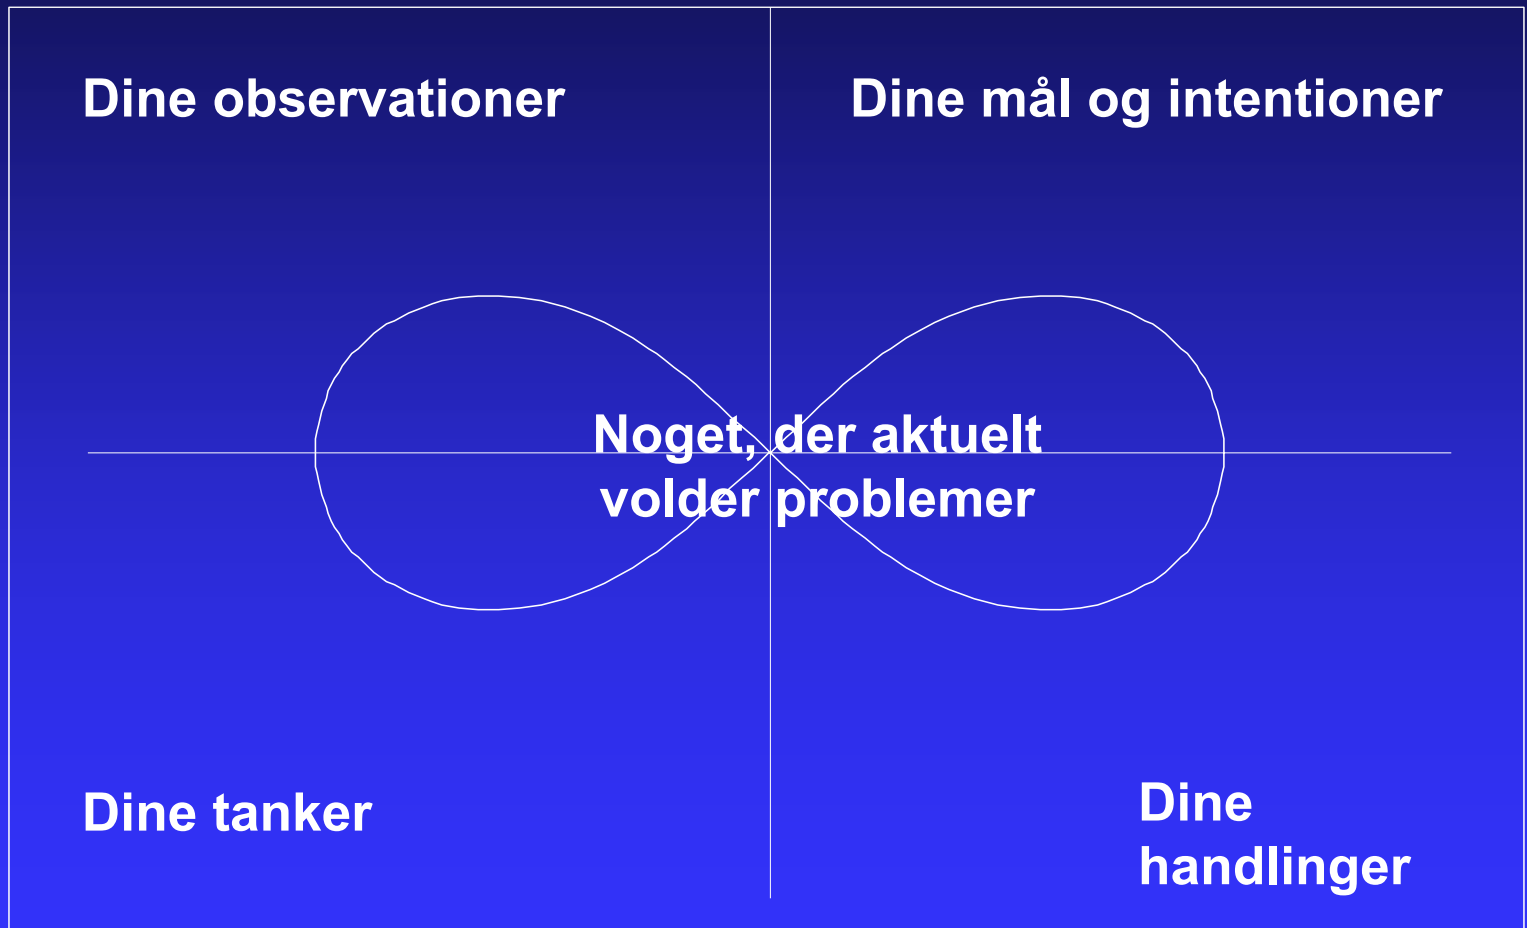 Dine observationer
Dine mål og intentioner
Noget, der aktuelt
volder problemer
Dine tanker
Dine
handlinger